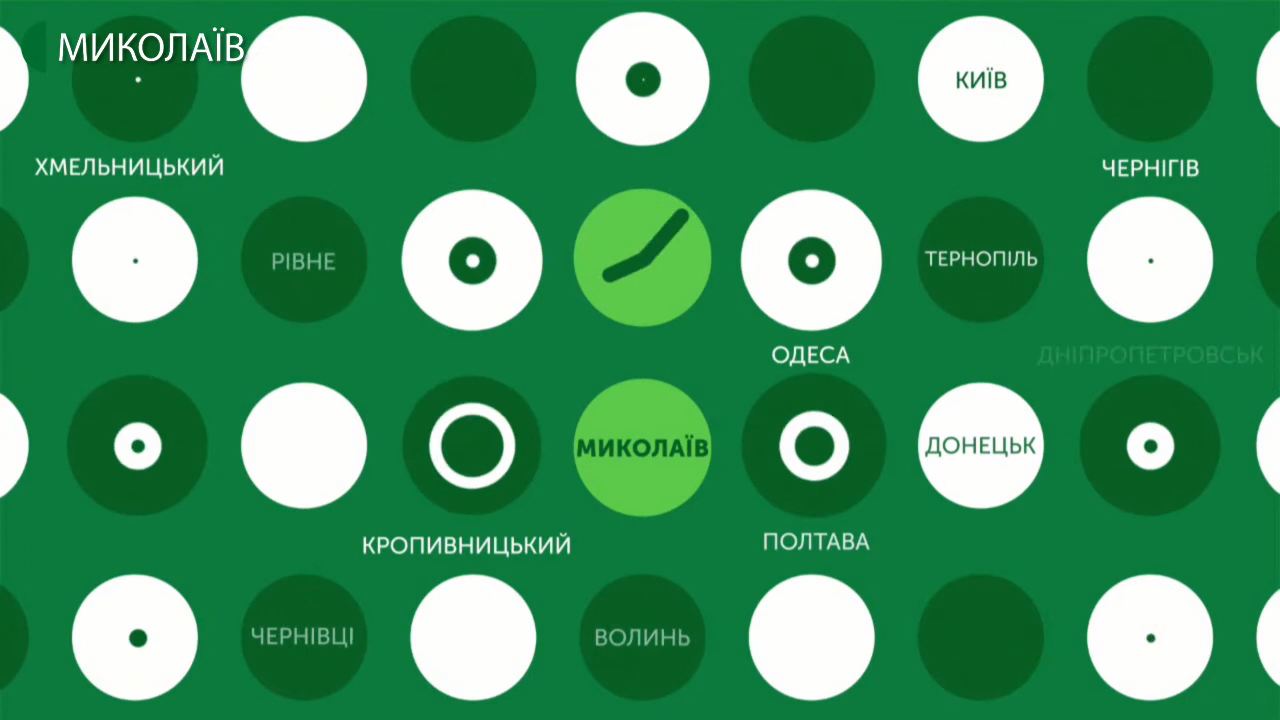 МИКОЛАЇВ
КИЇВ
ХМЕЛЬНИЦЬКИЙ
ЧЕРНІГІВ
РІВНЕ
ТЕРНОПІЛЬ
ОДЕСА
ДНІПРОПЕТРОВСЬК
МИКОЛАЇВ
ДОНЕЦЬК
КРОПИВНИЦЬКИЙ
ПОЛТАВА
ЧЕРНІВЦІ
ВОЛИНЬ